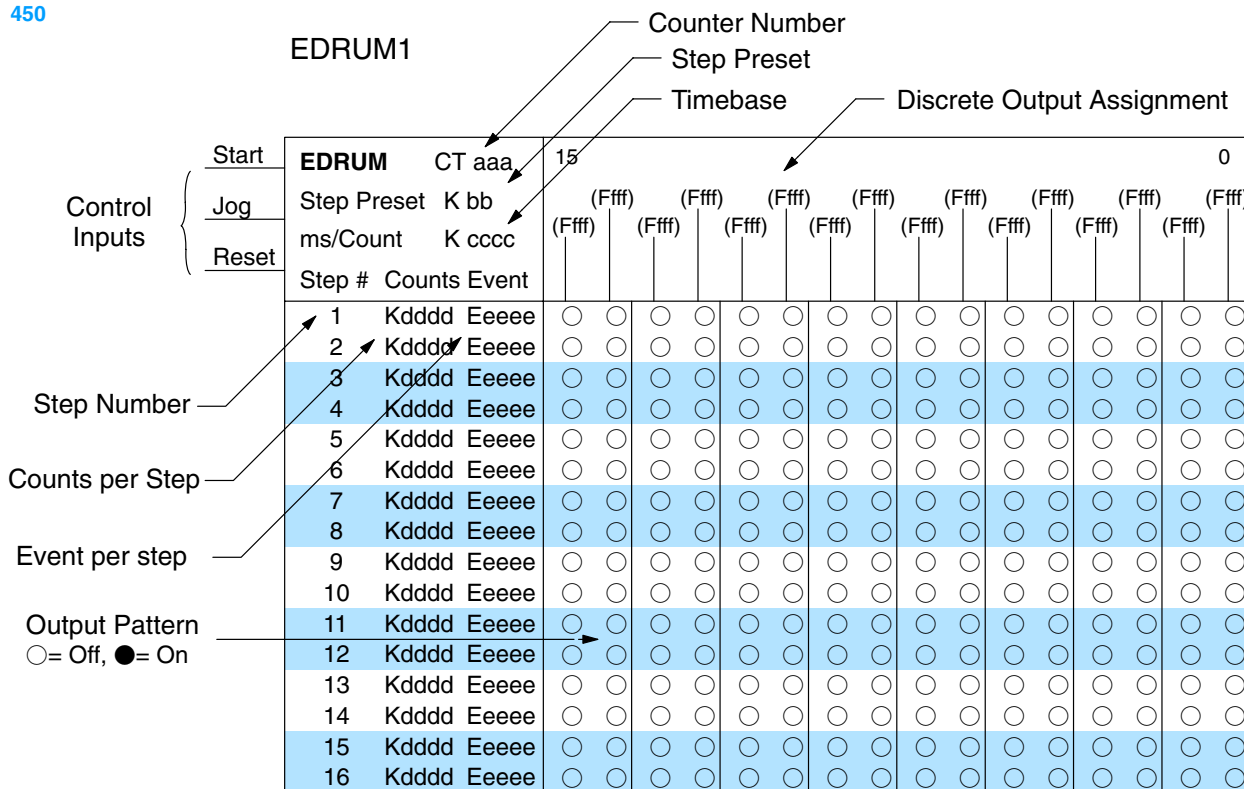 450
EDRUM1
Counter Number
Step Preset
Timebase
Discrete Output Assignment
Control Inputs
Start
Jog
Reset
EDRUM CT aaa
Step Preset K bb
ms/Count K cccc
Step # Counts Event
15 0
(Ffff) (Ffff) (Ffff) (Ffff) (Ffff) (Ffff) (Ffff) (Ffff)
(Ffff) (Ffff) (Ffff) (Ffff) (Ffff) (Ffff) (Ffff) (Ffff)
1 Kdddd Eeeee
2 Kdddd Eeeee
3 Kdddd Eeeee
4 Kdddd Eeeee
5 Kdddd Eeeee
6 Kdddd Eeeee
7 Kdddd Eeeee
8 Kdddd Eeeee
9 Kdddd Eeeee
10 Kdddd Eeeee
11 Kdddd Eeeee
12 Kdddd Eeeee
13 Kdddd Eeeee
14 Kdddd Eeeee
15 Kdddd Eeeee
16 Kdddd Eeeee
Step Number
Counts per Step
Event per step
Output Pattern
○= Off, ●= On